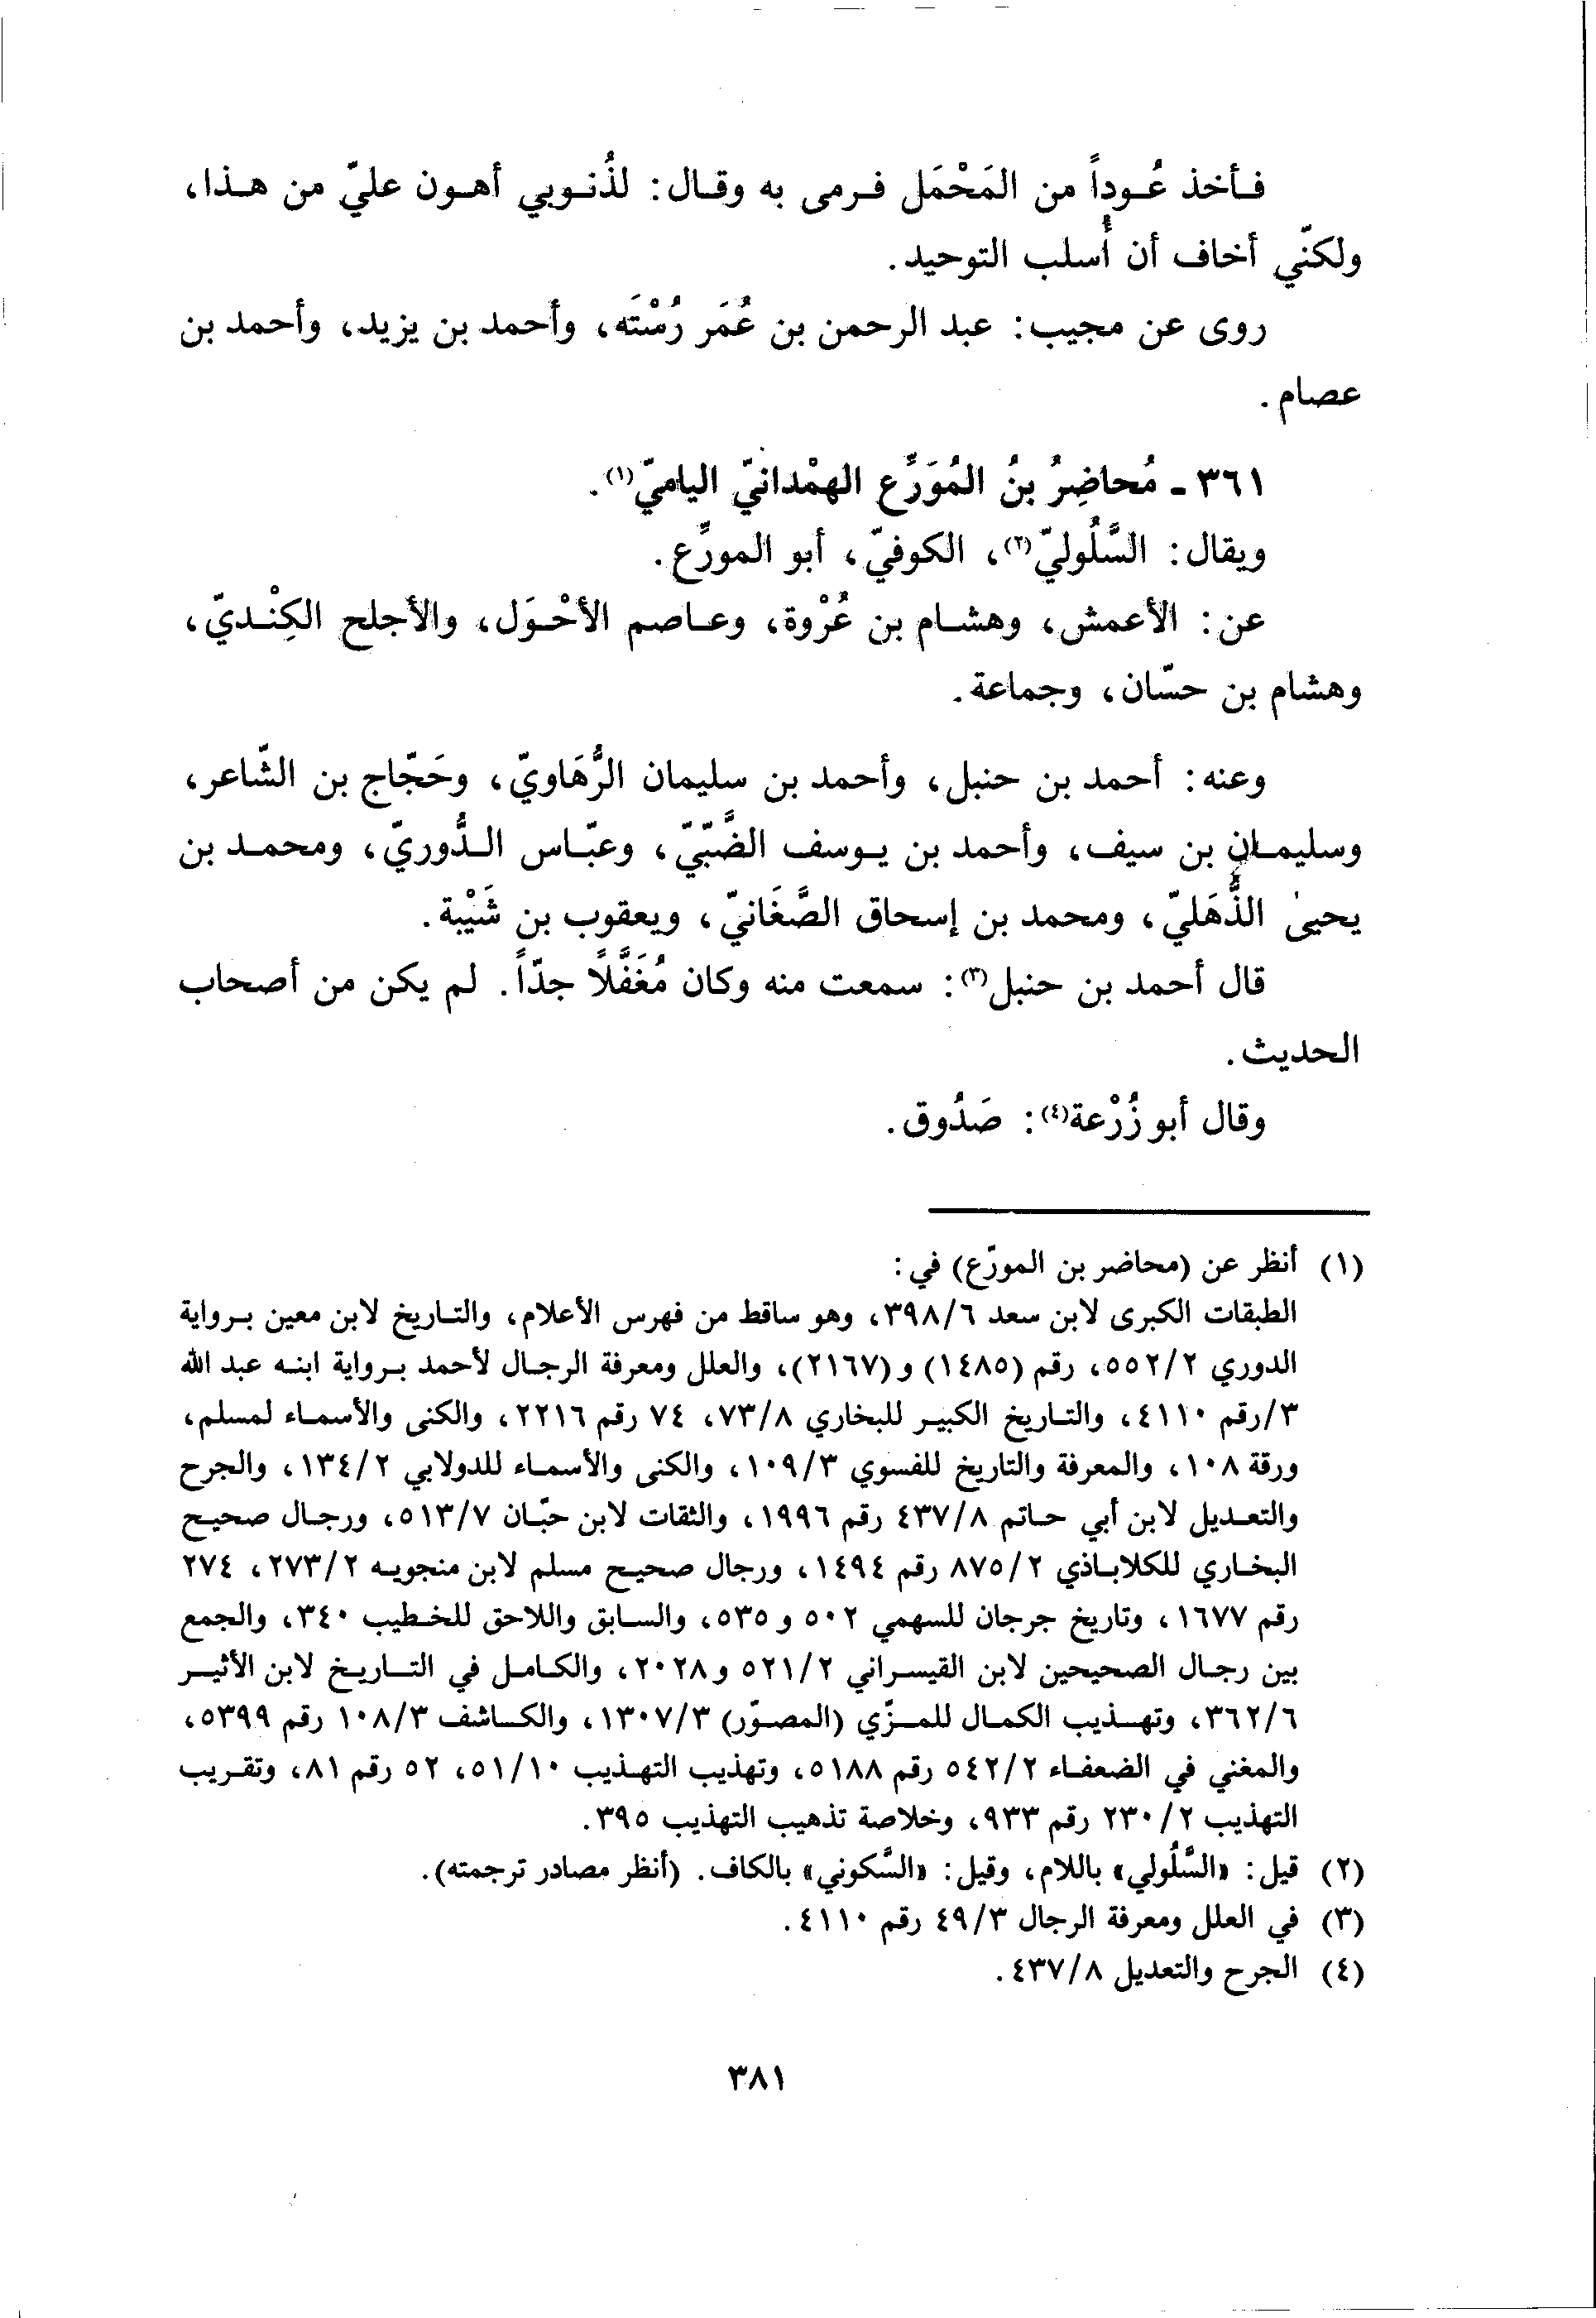 فأخذ عُوداً من المَحْمَل فرمى به وقال: لذُنوبي أهون عليّ من هذا،
ولكنّي أخاف أن أُسلب التوحيد.
روى عن مجيب: عبد الرحمن بن عُمَر رُسْتَه، وأحمد بن يزيد، وأحمد بن
عصام.
٣٦١ - مُحاضِرُ بنُ المُوَرِّع الهمْدانيّ الياميّ(١).
ويقال: السَّلُوليّ(٢)، الكوفيّ، أبو المورِّع.
عن: الأعمش، وهشام بن عُرْوة، وعاصم الأحْوَل، والأجلح الكِنْديّ،
وهشام بن حسّان، وجماعة.
وعنه: أحمد بن حنبل، وأحمد بن سليمان الرُّهَاويّ، وحَجّاج بن الشّاعر،
وسليمان بن سيف، وأحمد بن يوسف الضَّبّيّ، وعبّاس الدُّوريّ، ومحمد بن
يحيىٰ الذُّهَليّ، ومحمد بن إسحاق الصَّغَانيّ، ويعقوب بن شَيْبة.
قال أحمد بن حنبل(٣): سمعت منه وكان مُغَفَّلاً جدّاً. لم يكن من أصحاب
الحديث.
وقال أبو زُرْعة(٤): صَدُوق.
(١) أنظر عن (محاضر بن المورّع) في:
الطبقات الكبرى لابن سعد ٣٩٨/٦، وهو ساقط من فهرس الأعلام، والتاريخ لابن معين برواية
الدوري ٥٥٢/٢، رقم (١٤٨٥) و (٢١٦٧)، والعلل ومعرفة الرجال لأحمد برواية ابنه عبد الله
٣/رقم ٤١١٠، والتاريخ الكبير للبخاري ٧٣/٨، ٧٤ رقم ٢٢١٦، والكنى والأسماء لمسلم،
ورقة ١٠٨، والمعرفة والتاريخ للفسوي ١٠٩/٣، والكنى والأسماء للدولابي ١٣٤/٢، والجرح
والتعديل لابن أبي حاتم ٤٣٧/٨ رقم ١٩٩٦، والثقات لابن حبّان ٥١٣/٧، ورجال صحيح
البخاري للكلاباذي ٨٧٥/٢ رقم ١٤٩٤، ورجال صحيح مسلم لابن منجويه ٢٧٣/٢، ٢٧٤
رقم ١٦٧٧، وتاريخ جرجان للسهمي ٥٠٢ و ٥٣٥، والسابق واللاحق للخطيب ٣٤٠، والجمع
بين رجال الصحيحين لابن القيسراني ٥٢١/٢ و٢٠٢٨، والكامل في التاريخ لابن الأثير
٣٦٢/٦، وتهذيب الكمال للمزّي (المصوّر) ١٣٠٧/٣، والكاشف ١٠٨/٣ رقم ٥٣٩٩،
والمغني في الضعفاء ٥٤٢/٢ رقم ٥١٨٨، وتهذيب التهذيب ٥١/١٠، ٥٢ رقم ٨١، وتقريب
التهذيب ٢٣٠/٢ رقم ٩٣٣، وخلاصة تذهيب التهذيب ٣٩٥.
(٢) قيل: «السَّلُولي» باللام، وقيل: «السَّكوني» بالكاف. (أنظر مصادر ترجمته).
(٣) في العلل ومعرفة الرجال ٤٩/٣ رقم ٤١١٠.
(٤) الجرح والتعديل ٤٣٧/٨.
٣٨١